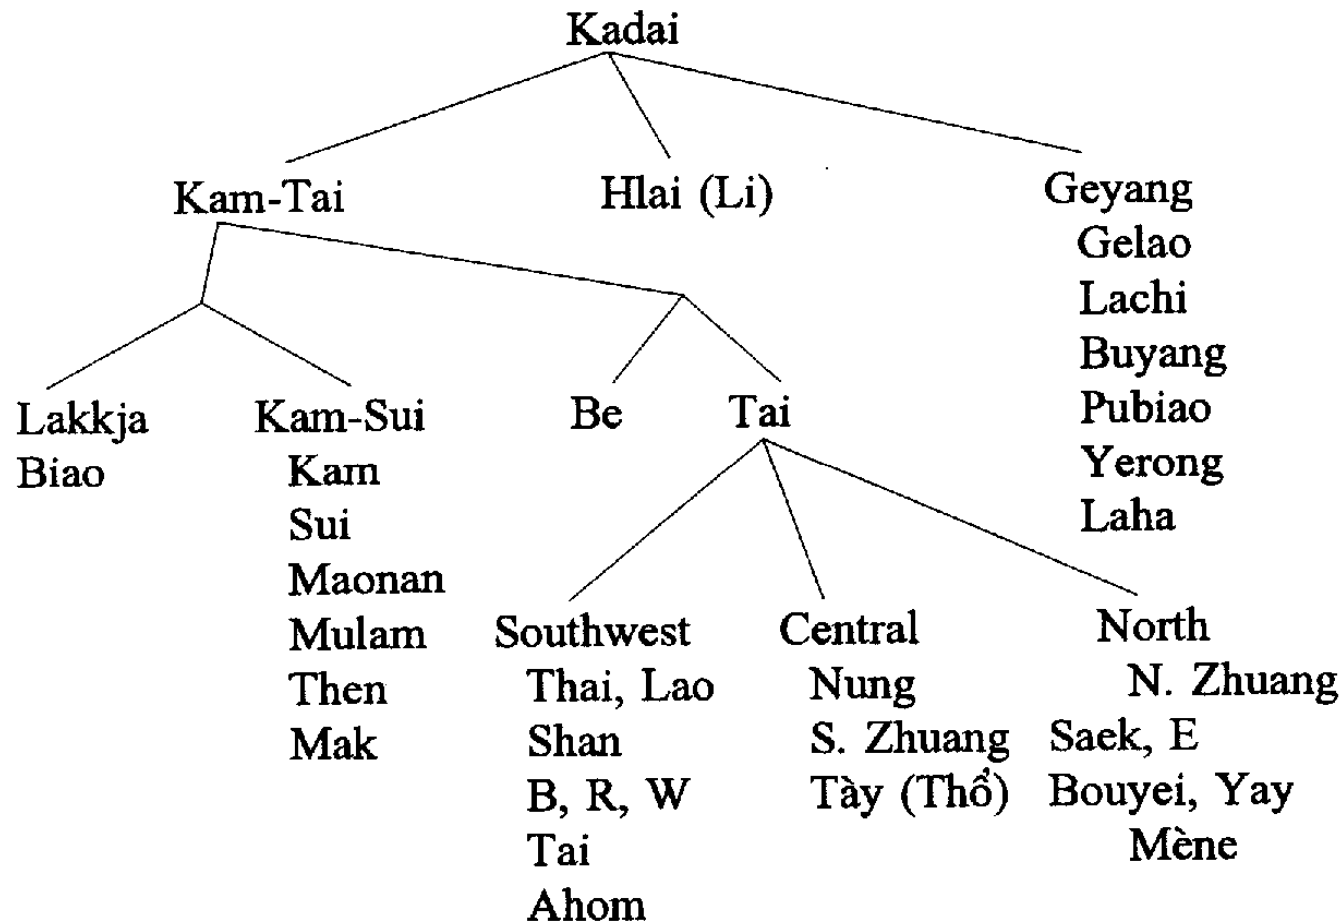 Kadai
Kam-Tai
Hlai (Li)
Geyang
Gelao
Lachi
Buyang
Pubiao
Yerong
Laha
Lakkja
Biao
Kam-Sui
Kam
Sui
Maonan
Mulam
Then
Mak
Be
Tai
Southwest
Thai, Lao
Shan
B, R, W
Tai
Ahom
Central
Nung
S. Zhuang
Tày (Thổ)
North
N. Zhuang
Saek, E
Bouyei, Yay
Mène